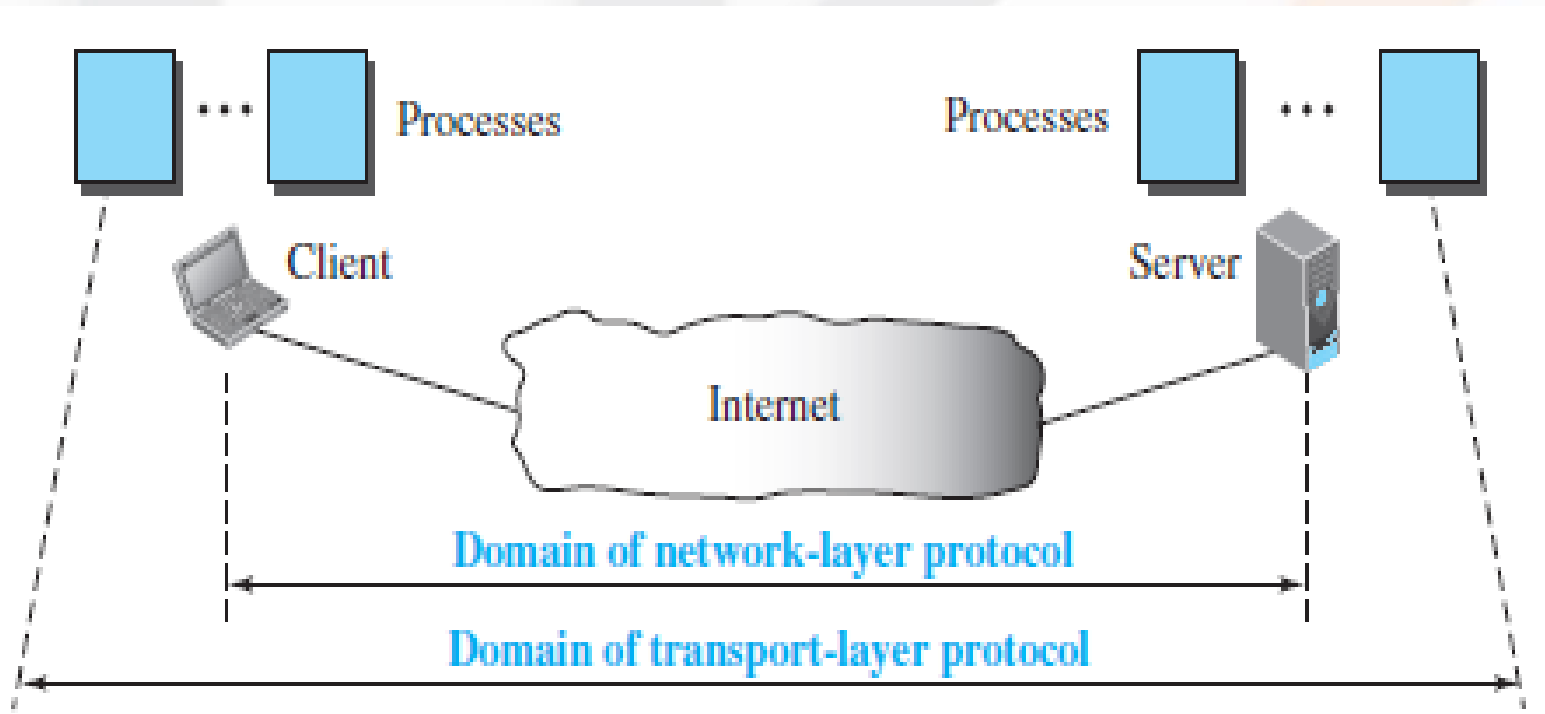 Processes
Processes
Client
Server
Internet
Domain of network-layer protocol
Domain of transport-layer protocol